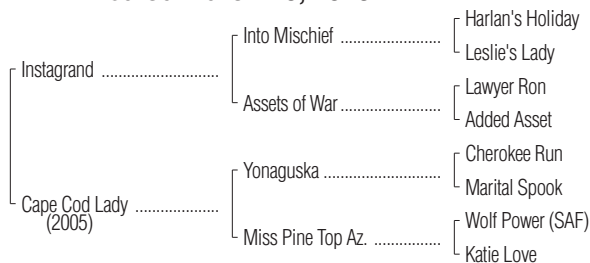 Harlan's Holiday
Into Mischief ......................
Leslie's Lady
Instagrand ..........................
Lawyer Ron
Assets of War ......................
Added Asset
Cherokee Run
Yonaguska ..........................
Marital Spook
Cape Cod Lady ..................
(2005)
Wolf Power (SAF)
Miss Pine Top Az. ..............
Katie Love